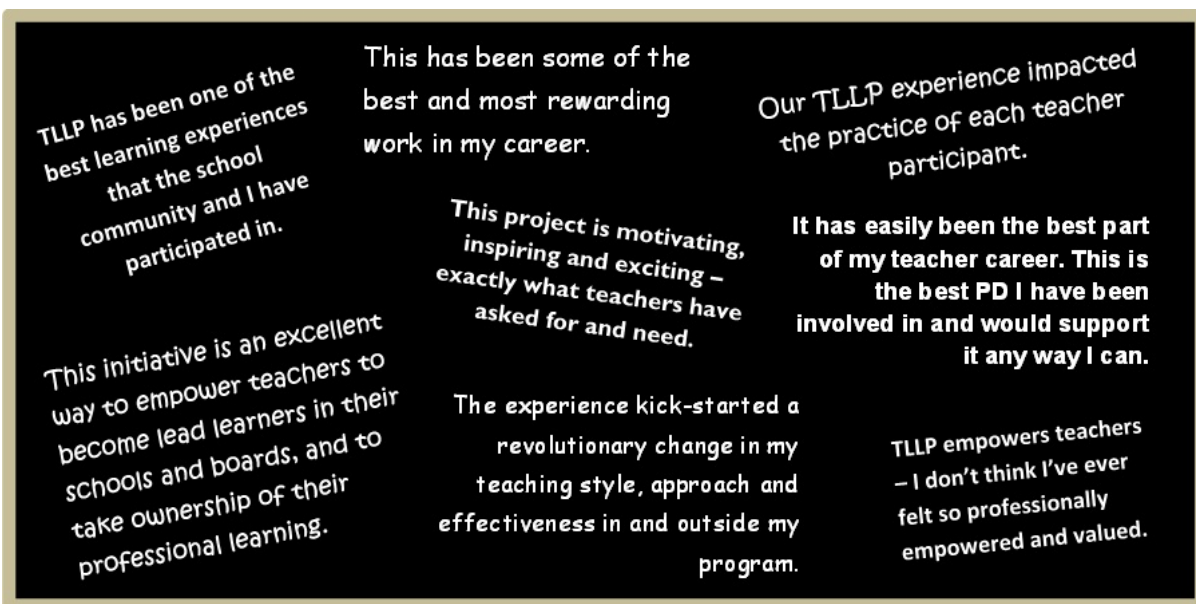 TLLP has been one of the
best learning experiences
that the school
community and I have
participated in.
This has been some of the
best and most rewarding
work in my career.
Our TLLP experience impacted
the practice of each teacher
participant.
This project is motivating,
inspiring and exciting –
exactly what teachers have
asked for and need.
It has easily been the best part
of my teacher career. This is
the best PD I have been
involved in and would support
it any way I can.
This initiative is an excellent
way to empower teachers to
become lead learners in their
schools and boards, and to
take ownership of their
professional learning.
The experience kick-started a
revolutionary change in my
teaching style, approach and
effectiveness in and outside my
program.
TLLP empowers teachers
– I don't think I've ever
felt so professionally
empowered and valued.